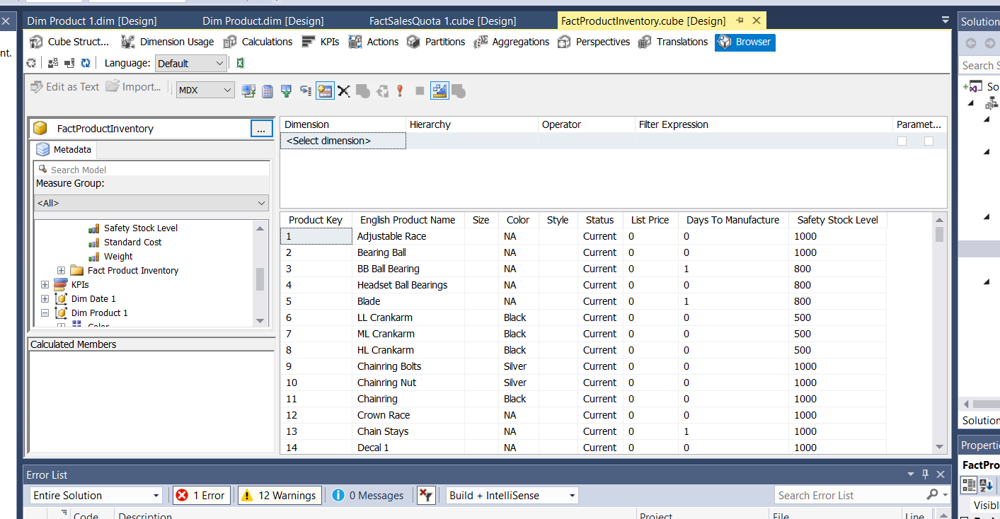 Dim Product 1.dim [Design] Dim Product.dim [Design] FactSalesQuota 1.cube [Design] FactProductInventory.cube [Design] Solution
nt. Cube Struct... Dimension Usage Calculations KPIs Actions Partitions Aggregations Perspectives Translations Browser
Language: Default Search S
Edit as Text Import... MDX So
FactProductInventory ... Dimension Hierarchy Operator Filter Expression Paramet...
<Select dimension>
Metadata
Search Model
Measure Group:
<All>
Safety Stock Level
Standard Cost
Weight
Fact Product Inventory
KPIs
Dim Date 1
Dim Product 1
Color
Calculated Members
Product Key English Product Name Size Color Style Status List Price Days To Manufacture Safety Stock Level
1 Adjustable Race NA Current 0 0 1000
2 Bearing Ball NA Current 0 0 1000
3 BB Ball Bearing NA Current 0 1 800
4 Headset Ball Bearings NA Current 0 0 800
5 Blade NA Current 0 1 800
6 LL Crankarm Black Current 0 0 500
7 ML Crankarm Black Current 0 0 500
8 HL Crankarm Black Current 0 0 500
9 Chainring Bolts Silver Current 0 0 1000
10 Chainring Nut Silver Current 0 0 1000
11 Chainring Black Current 0 0 1000
12 Crown Race NA Current 0 0 1000
13 Chain Stays NA Current 0 1 1000
14 Decal 1 NA Current 0 0 1000
Solution
Properti
FactPro
Visibl
Error List
Entire Solution 1 Error 12 Warnings 0 Messages Build + IntelliSense Search Error List
Code Description Project File Line